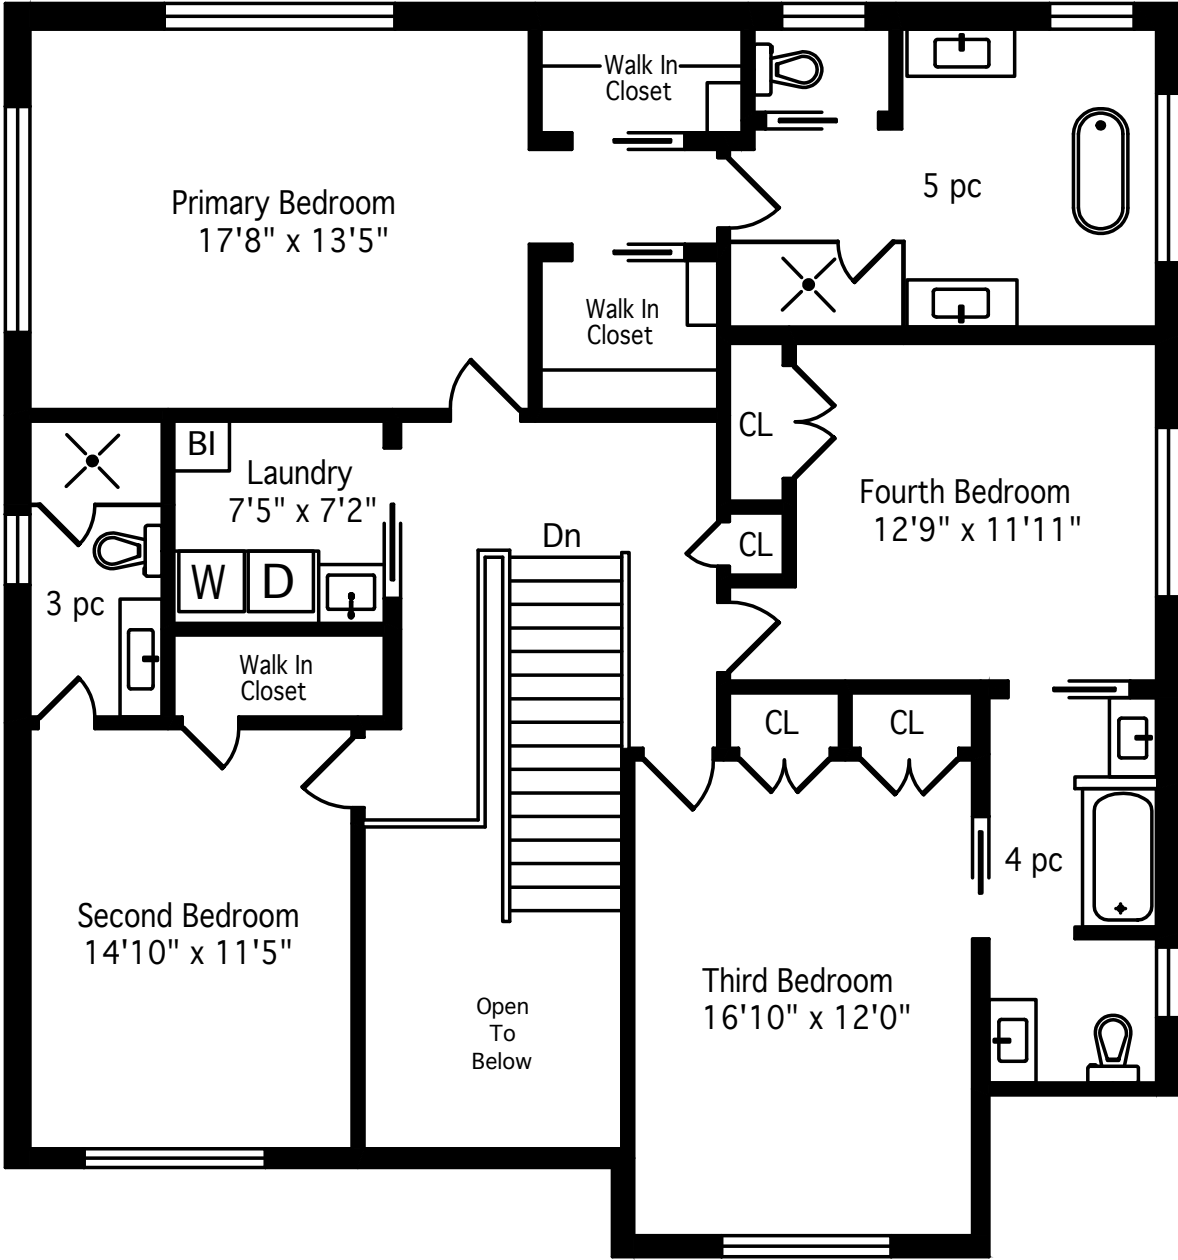 Walk In
Closet
5 pc
Primary Bedroom
17'8" x 13'5"
Walk In
Closet
CL
BI
Laundry
7'5" x 7'2"
Fourth Bedroom
12'9" x 11'11"
Dn
CL
W
D
3 pc
Walk In
Closet
CL
CL
4 pc
Second Bedroom
14'10" x 11'5"
Third Bedroom
16'10" x 12'0"
Open
To
Below